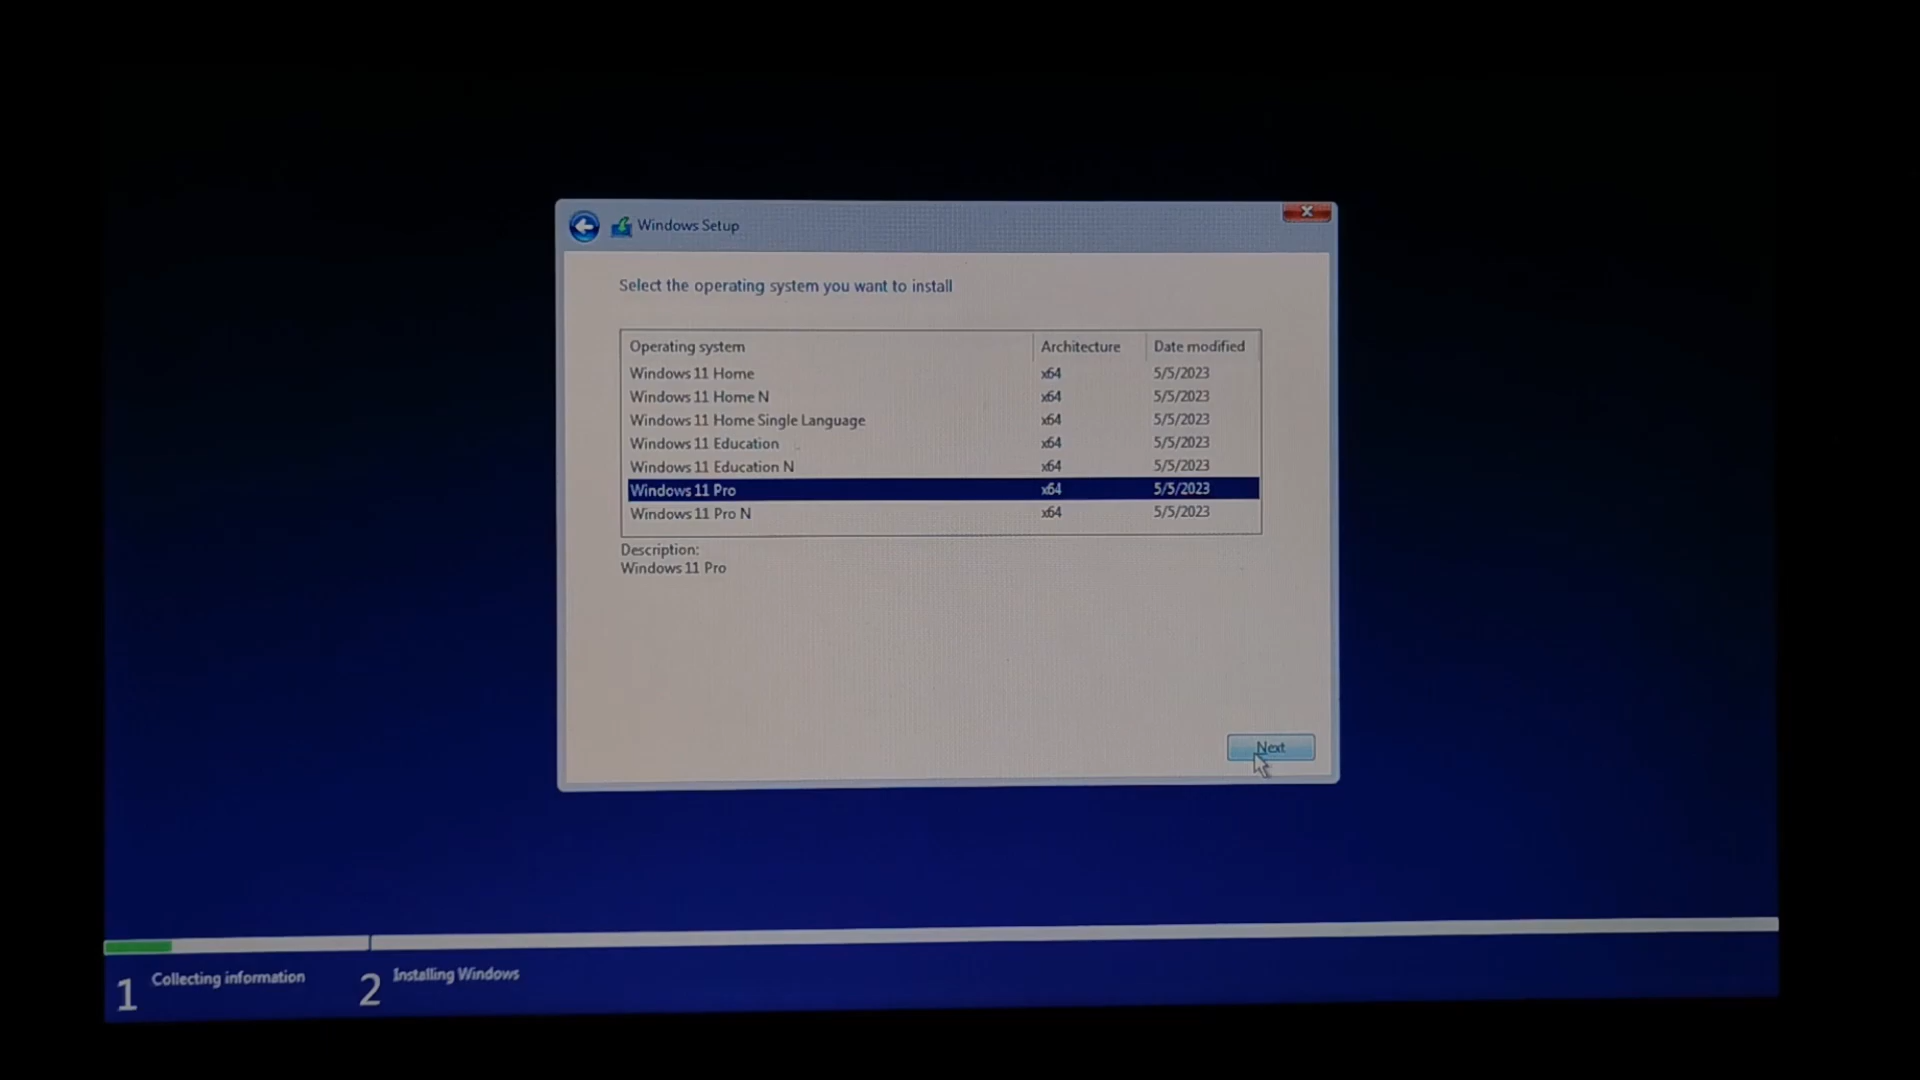 Windows Setup
Select the operating system you want to install
Operating system Architecture Date modified
Windows 11 Home x64 5/5/2023
Windows 11 Home N x64 5/5/2023
Windows 11 Home Single Language x64 5/5/2023
Windows 11 Education x64 5/5/2023
Windows 11 Education N x64 5/5/2023
Windows 11 Pro x64 5/5/2023
Windows 11 Pro N x64 5/5/2023
Description:
Windows 11 Pro
Next
1 Collecting information 2 Installing Windows